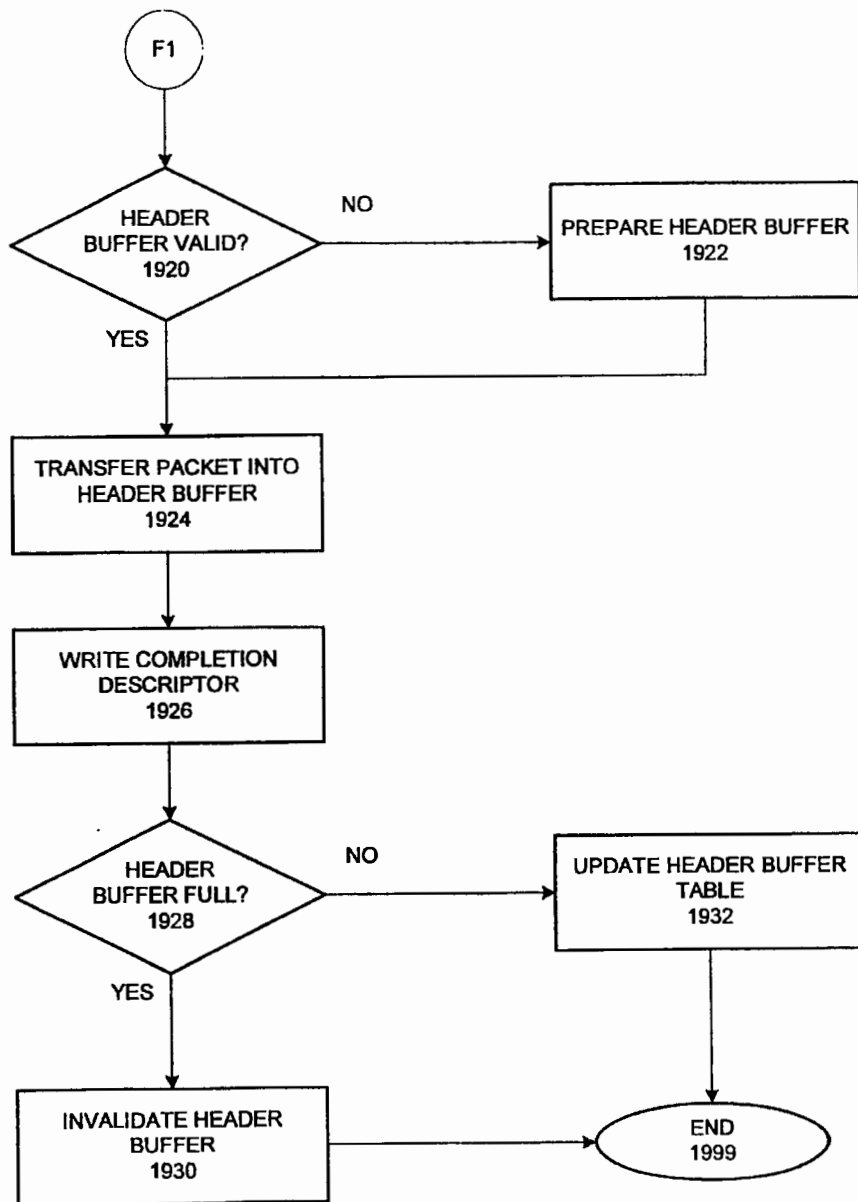 F1
HEADER
BUFFER VALID?
1920
NO
PREPARE HEADER BUFFER
1922
YES
TRANSFER PACKET INTO
HEADER BUFFER
1924
WRITE COMPLETION
DESCRIPTOR
1926
HEADER
BUFFER FULL?
1928
NO
UPDATE HEADER BUFFER
TABLE
1932
YES
INVALIDATE HEADER
BUFFER
1930
END
1999